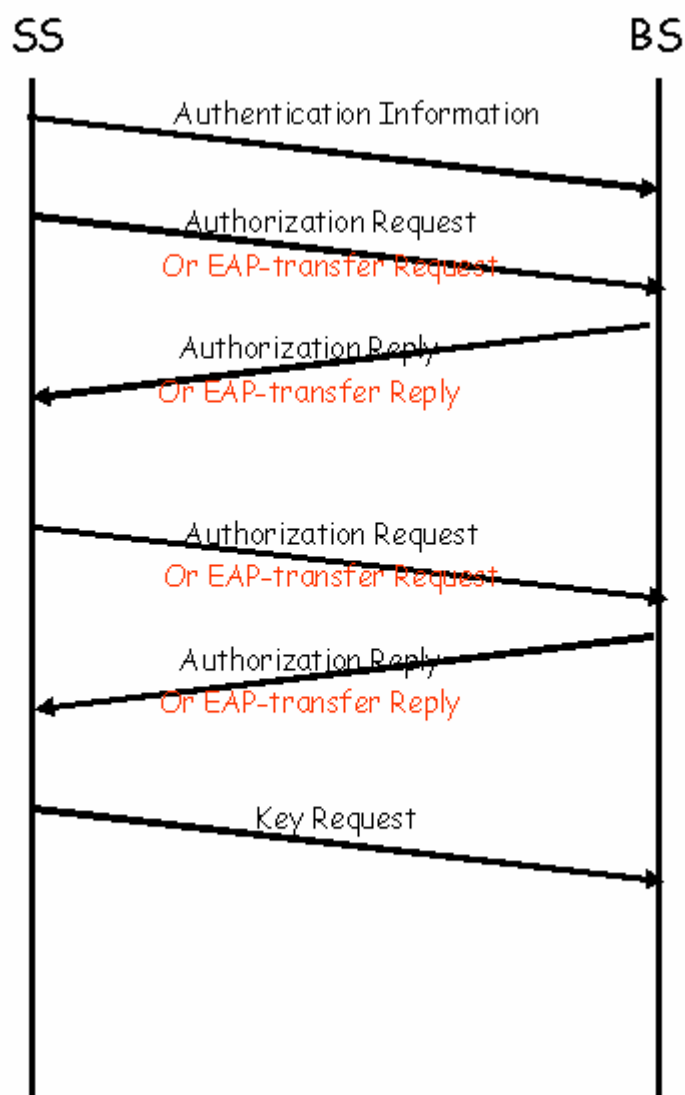 SS BS
Authentication Information
Authorization Request
Or EAP-transfer Request
Authorization Reply
Or EAP-transfer Reply
Authorization Request
Or EAP-transfer Request
Authorization Reply
Or EAP-transfer Reply
Key Request